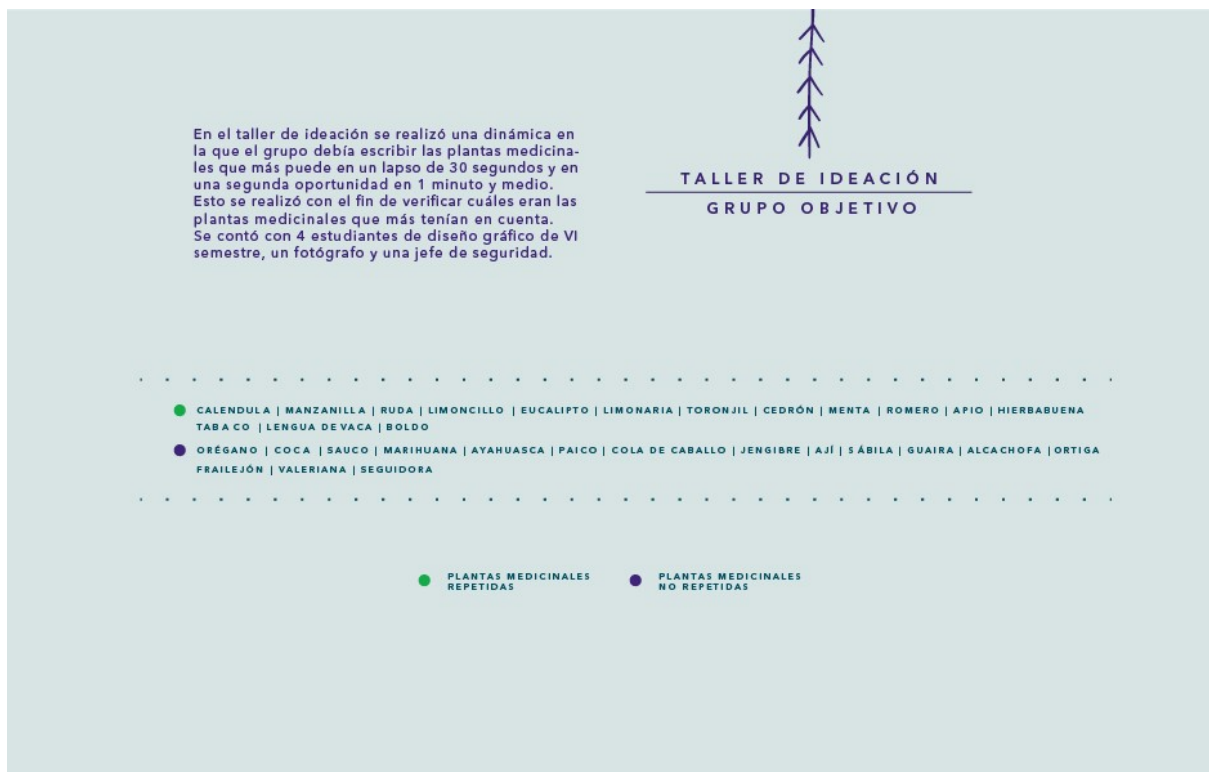 En el taller de ideación se realizó una dinámica en
la que el grupo debía escribir las plantas medicina-
les que más puede en un lapso de 30 segundos y en
una segunda oportunidad en 1 minuto y medio.
Esto se realizó con el fin de verificar cuáles eran las
plantas medicinales que más tenían en cuenta.
Se contó con 4 estudiantes de diseño gráfico de VI
semestre, un fotógrafo y una jefe de seguridad.
TALLER DE IDEACIÓN
GRUPO OBJETIVO
CALENDULA | MANZANILLA | RUDA | LIMONCILLO | EUCALIPTO | LIMONARIA | TORONJIL | CEDRÓN | MENTA | ROMERO | APIO | HIERBABUENA
TABACO | LENGUA DE VACA | BOLDO
ORÉGANO | COCA | SAUCO | MARIHUANA | AYAHUASCA | PAICO | COLA DE CABALLO | JENGIBRE | AJÍ | SÁBILA | GUAIRA | ALCACHOFA | ORTIGA
FRAILEJÓN | VALERIANA | SEGUIDORA
PLANTAS MEDICINALES
REPETIDAS
PLANTAS MEDICINALES
NO REPETIDAS